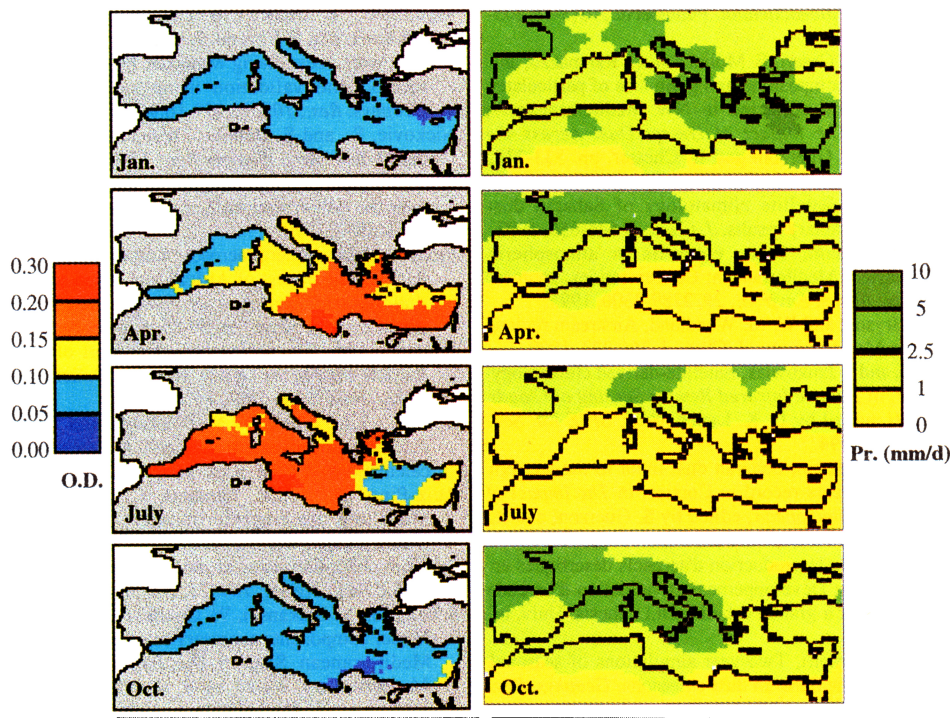 Jan.
Apr.
0.30
0.20
0.15
0.10
0.05
0.00
O.D.
10
5
2.5
1
0
Pr. (mm/d)
Apr.
July
July
Oct.
Oct.
Jan.